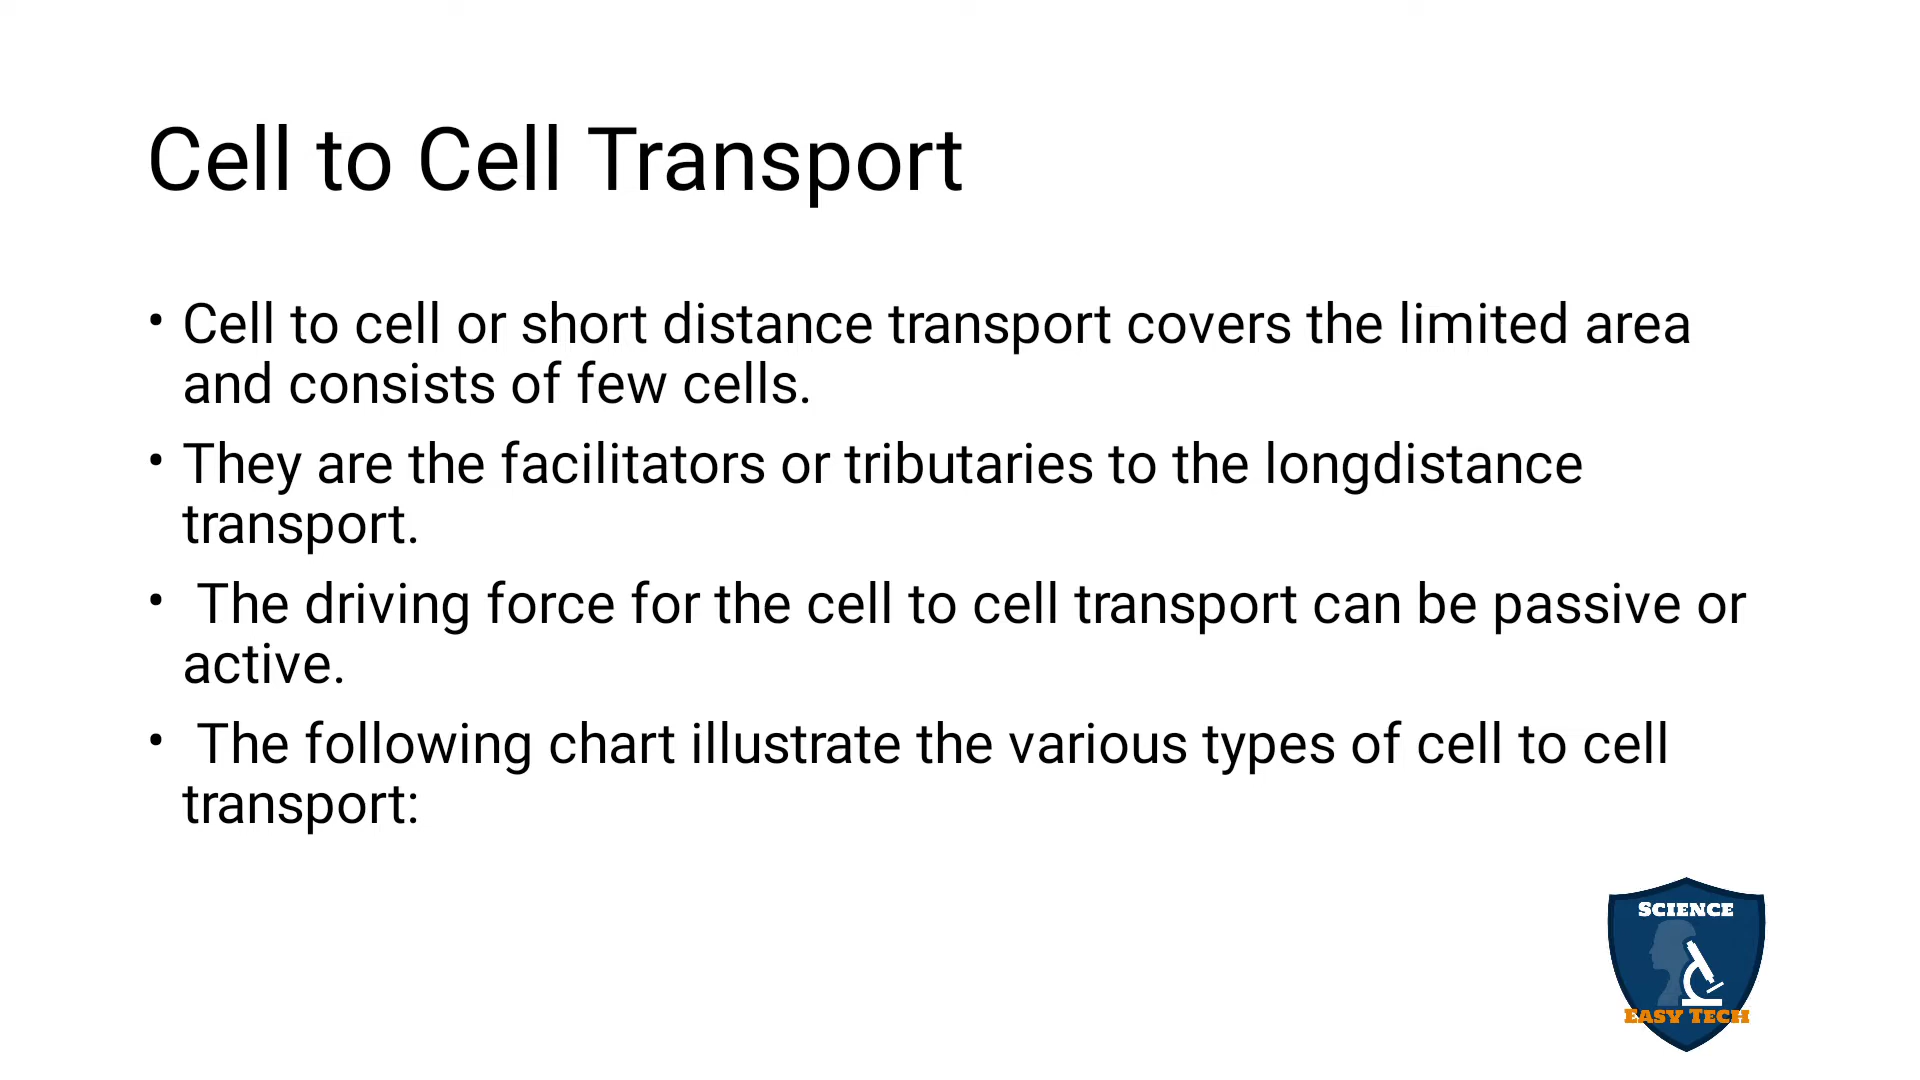 Cell to Cell Transport
• Cell to cell or short distance transport covers the limited area
and consists of few cells.
• They are the facilitators or tributaries to the longdistance
transport.
• The driving force for the cell to cell transport can be passive or
active.
• The following chart illustrate the various types of cell to cell
transport:
SCIENCE
EASY TECH